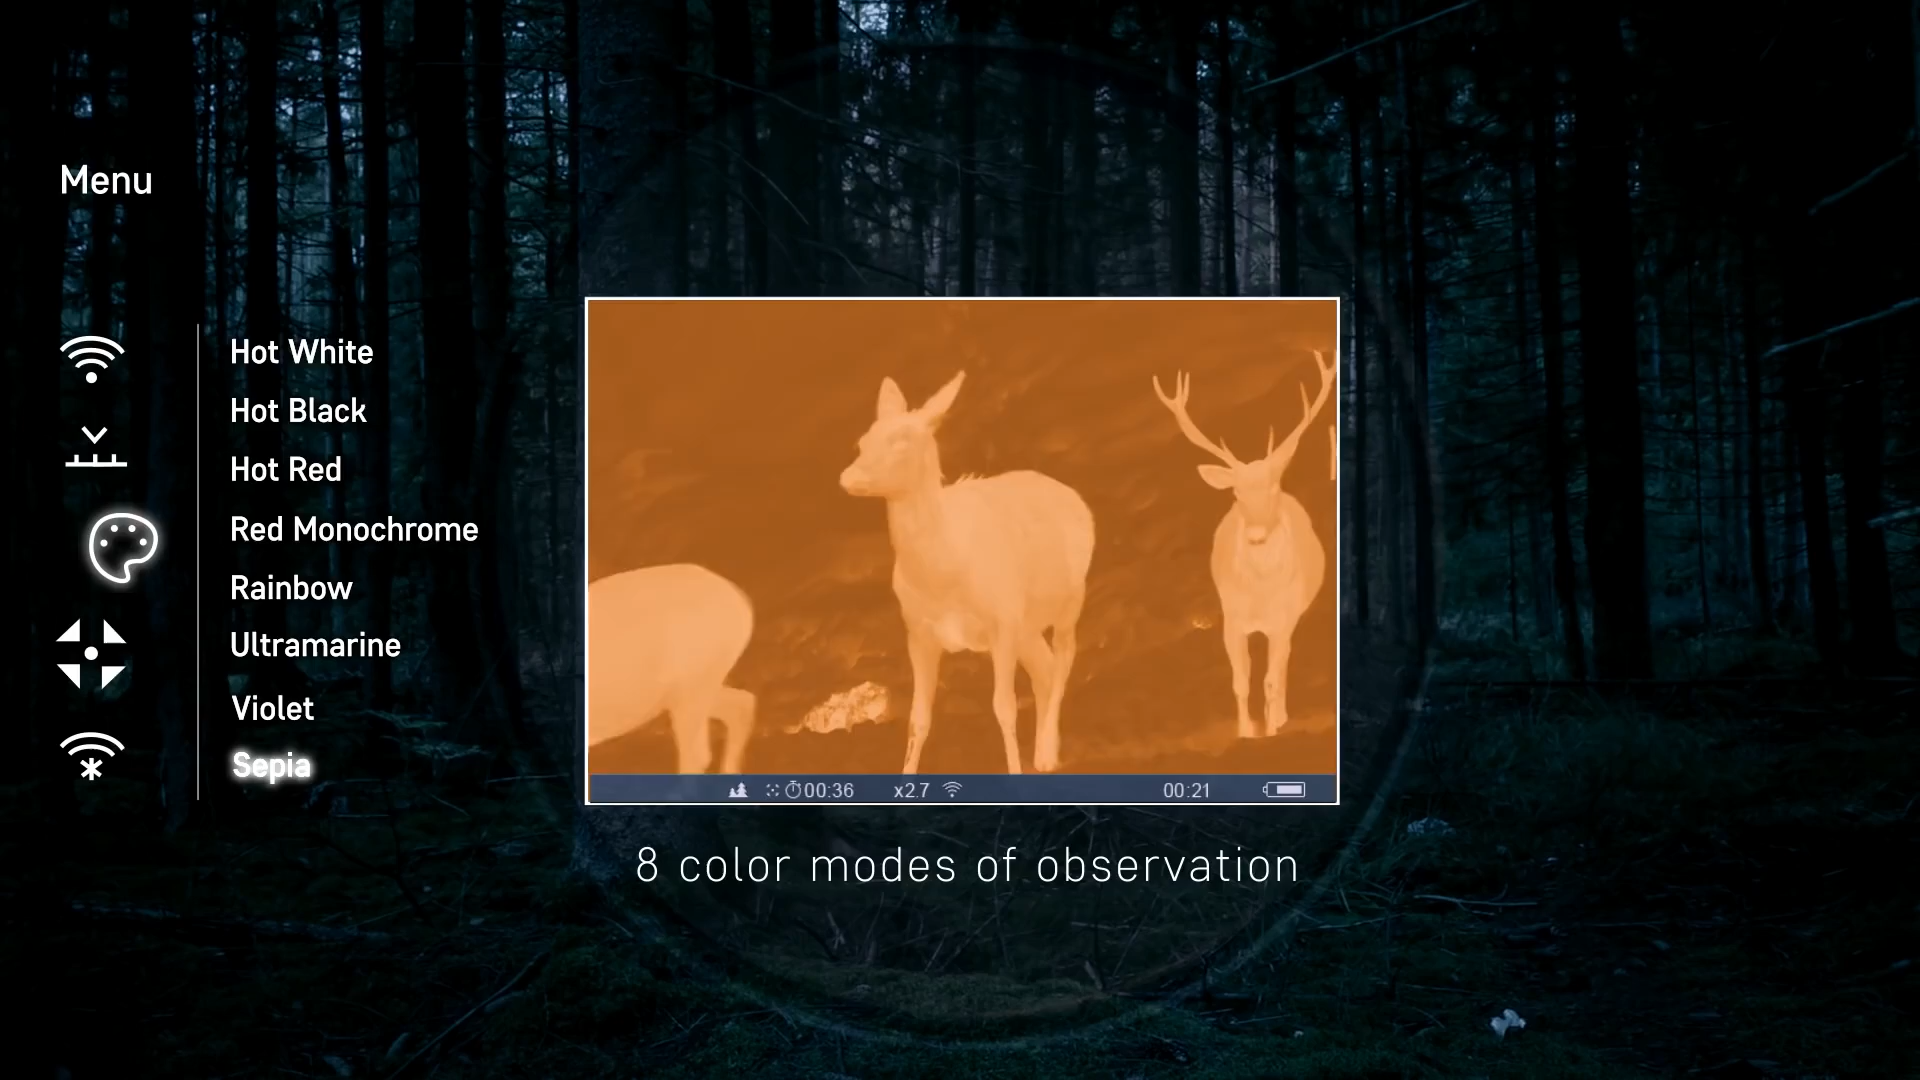 Menu
Hot White
Hot Black
Hot Red
Red Monochrome
Rainbow
Ultramarine
Violet
Sepia
00:36 x2.7 00:21
8 color modes of observation